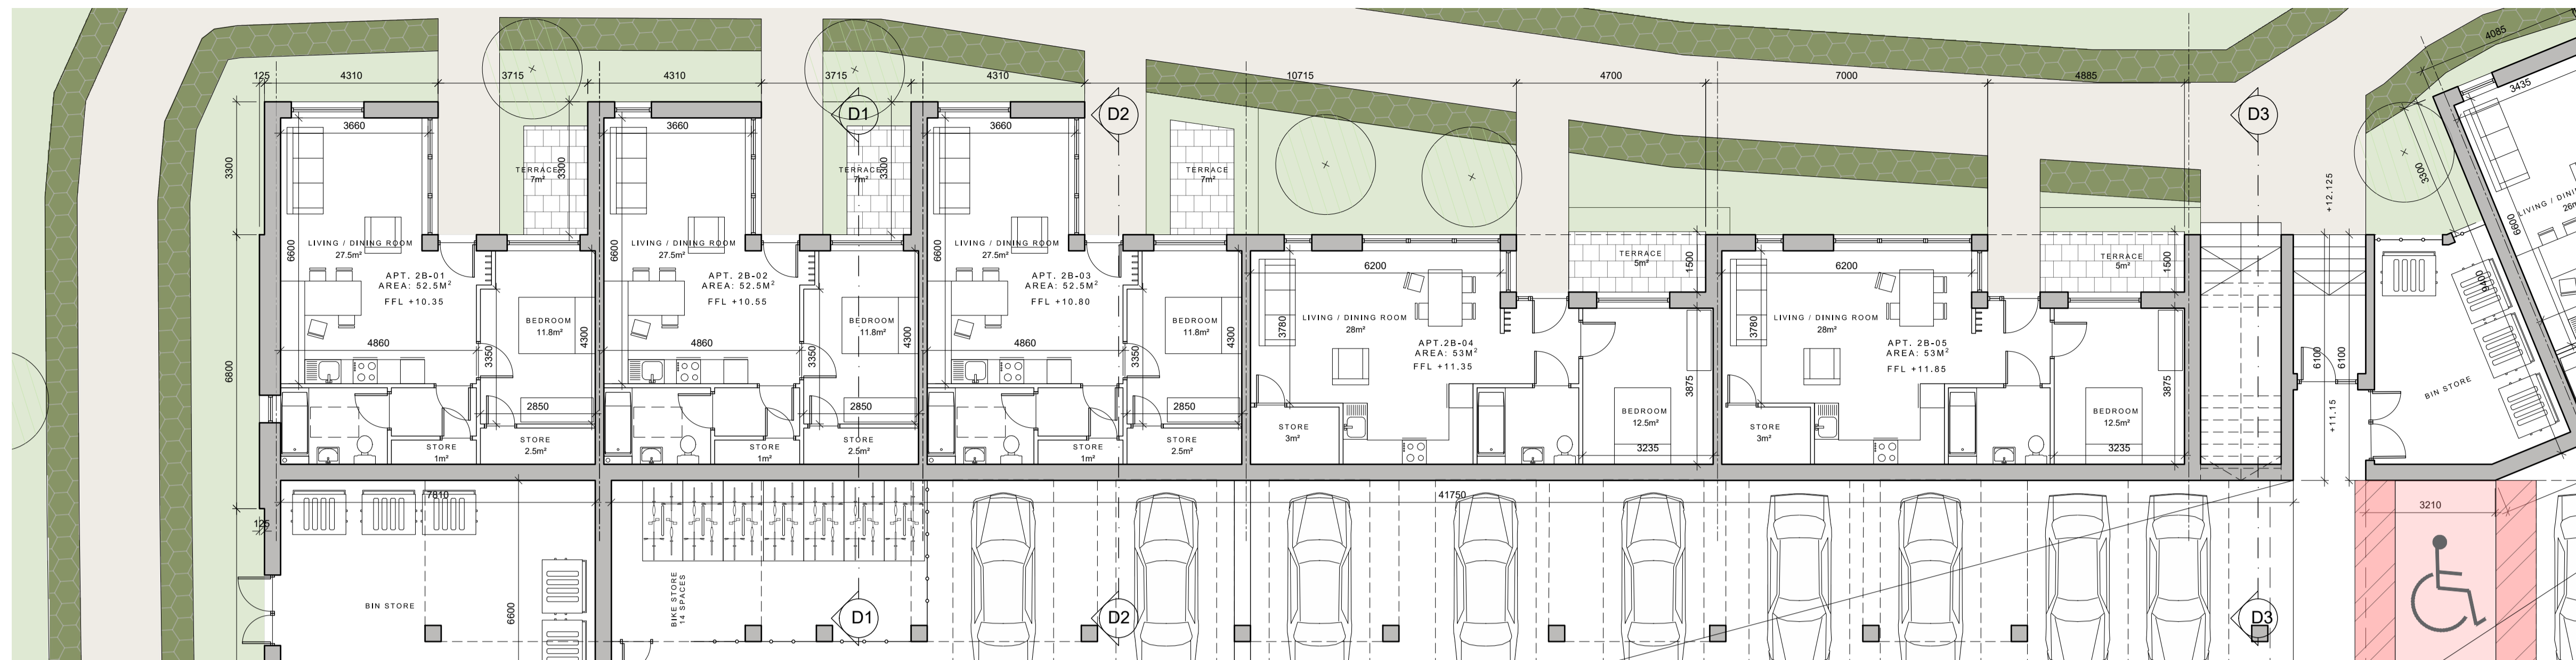 125
4310
3715
4310
3715
4310
10715
4700
7000
4885
4085
3435
D1
D2
D3
3660
3660
3660
3300
3300
3300
3300
TERRACE
7m²
TERRACE
7m²
TERRACE
7m²
+12.125
6600
6600
6600
6600
LIVING / DINING ROOM
27.5m²
LIVING / DINING ROOM
27.5m²
LIVING / DINING ROOM
27.5m²
APT. 2B-01
AREA: 52.5M²
FFL +10.35
APT. 2B-02
AREA: 52.5M²
FFL +10.55
APT. 2B-03
AREA: 52.5M²
FFL +10.80
6200
6200
TERRACE
5m²
TERRACE
5m²
1500
1500
9400
BEDROOM
11.8m²
BEDROOM
11.8m²
BEDROOM
11.8m²
4300
4300
4300
LIVING / DINING ROOM
28m²
LIVING / DINING ROOM
28m²
3780
3780
4860
4860
4860
3350
3350
3350
APT.2B-04
AREA: 53M²
FFL +11.35
APT. 2B-05
AREA: 53M²
FFL +11.85
6800
6100
6100
3875
3875
BIN STORE
2850
2850
2850
BEDROOM
12.5m²
BEDROOM
12.5m²
+11.15
STORE
3m²
STORE
3m²
STORE
1m²
STORE
2.5m²
STORE
1m²
STORE
2.5m²
STORE
1m²
STORE
2.5m²
3235
3235
7810
41750
3210
125
BIN STORE
6600
BIKE STORE
14 SPACES
D1
D2
D3